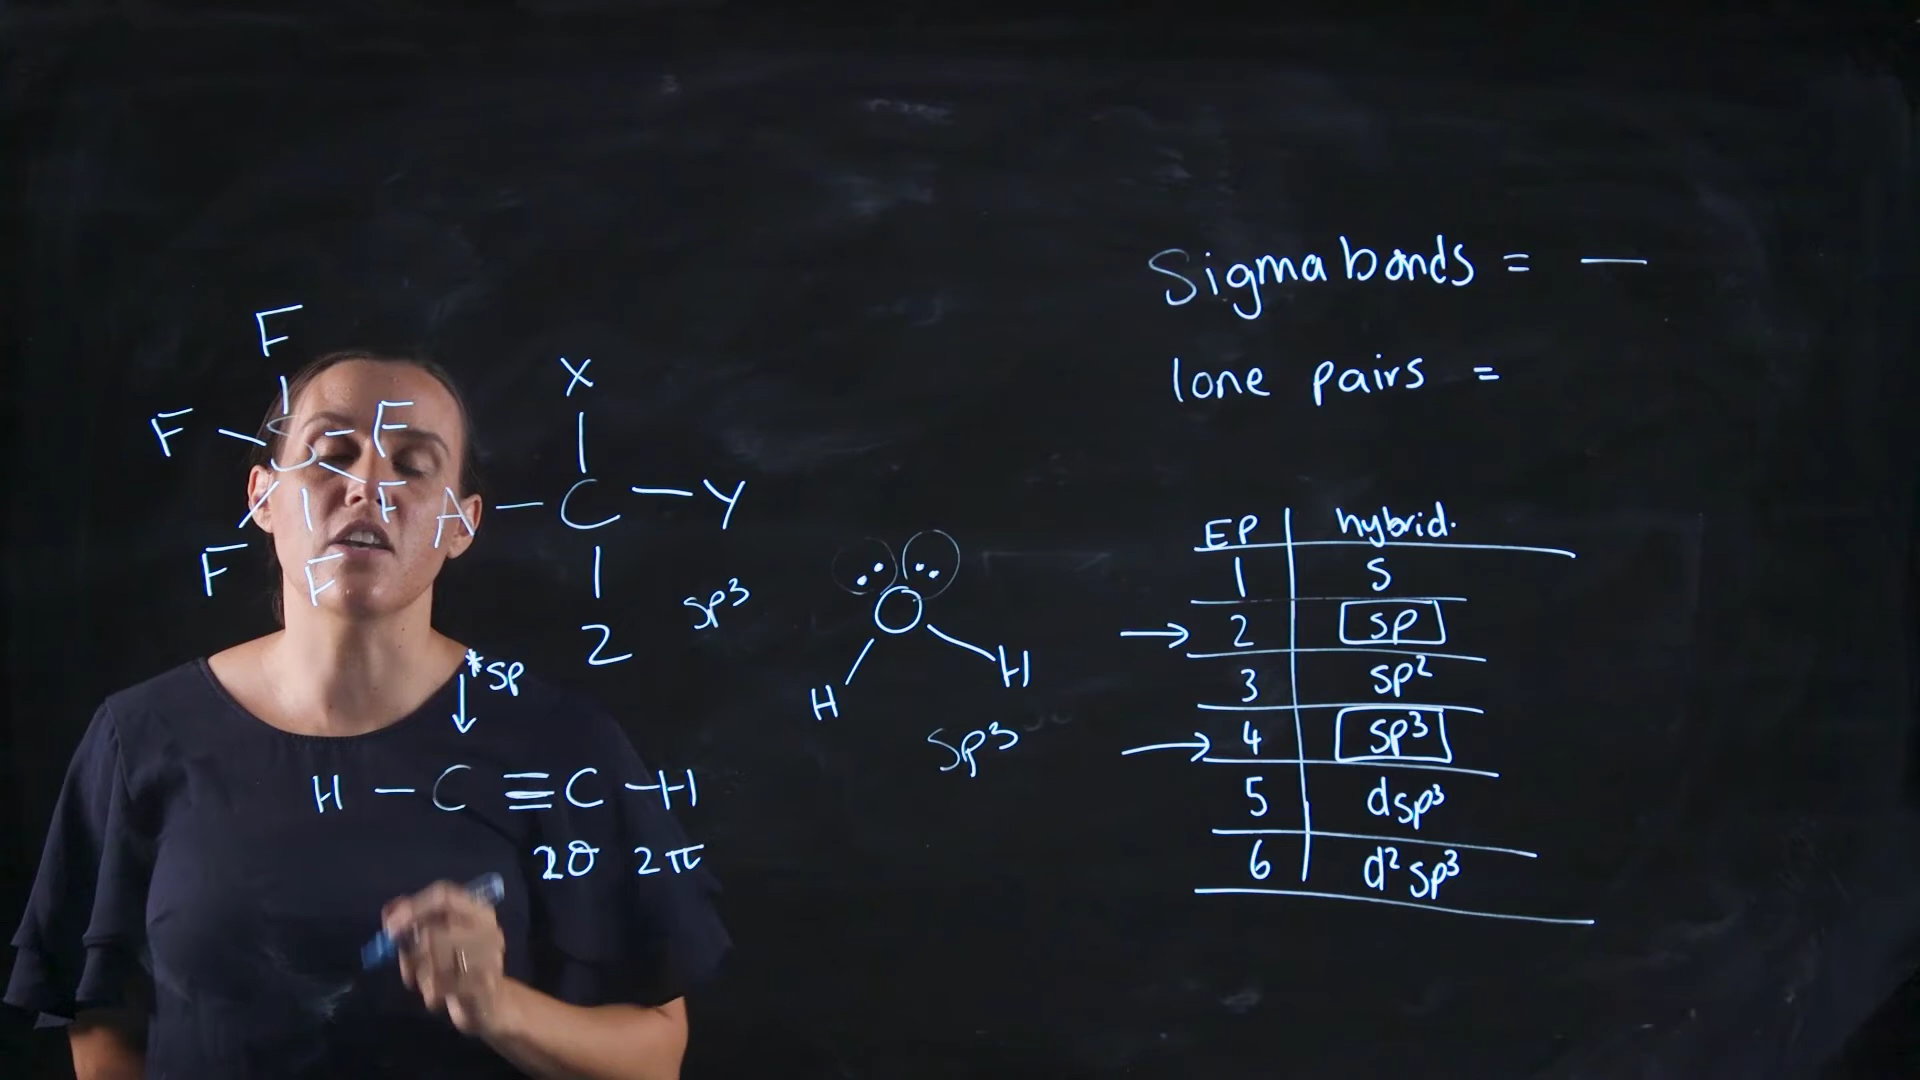 Sigma bonds = —
lone pairs =
F
F S F
F
F F
X
A — C — Y
Z
sp³
*sp
H — C ≡ C — H
2σ 2π
O
H H
sp³
EP hybrid.
1 S
2 sp
3 sp²
4 sp³
5 dsp³
6 d²sp³